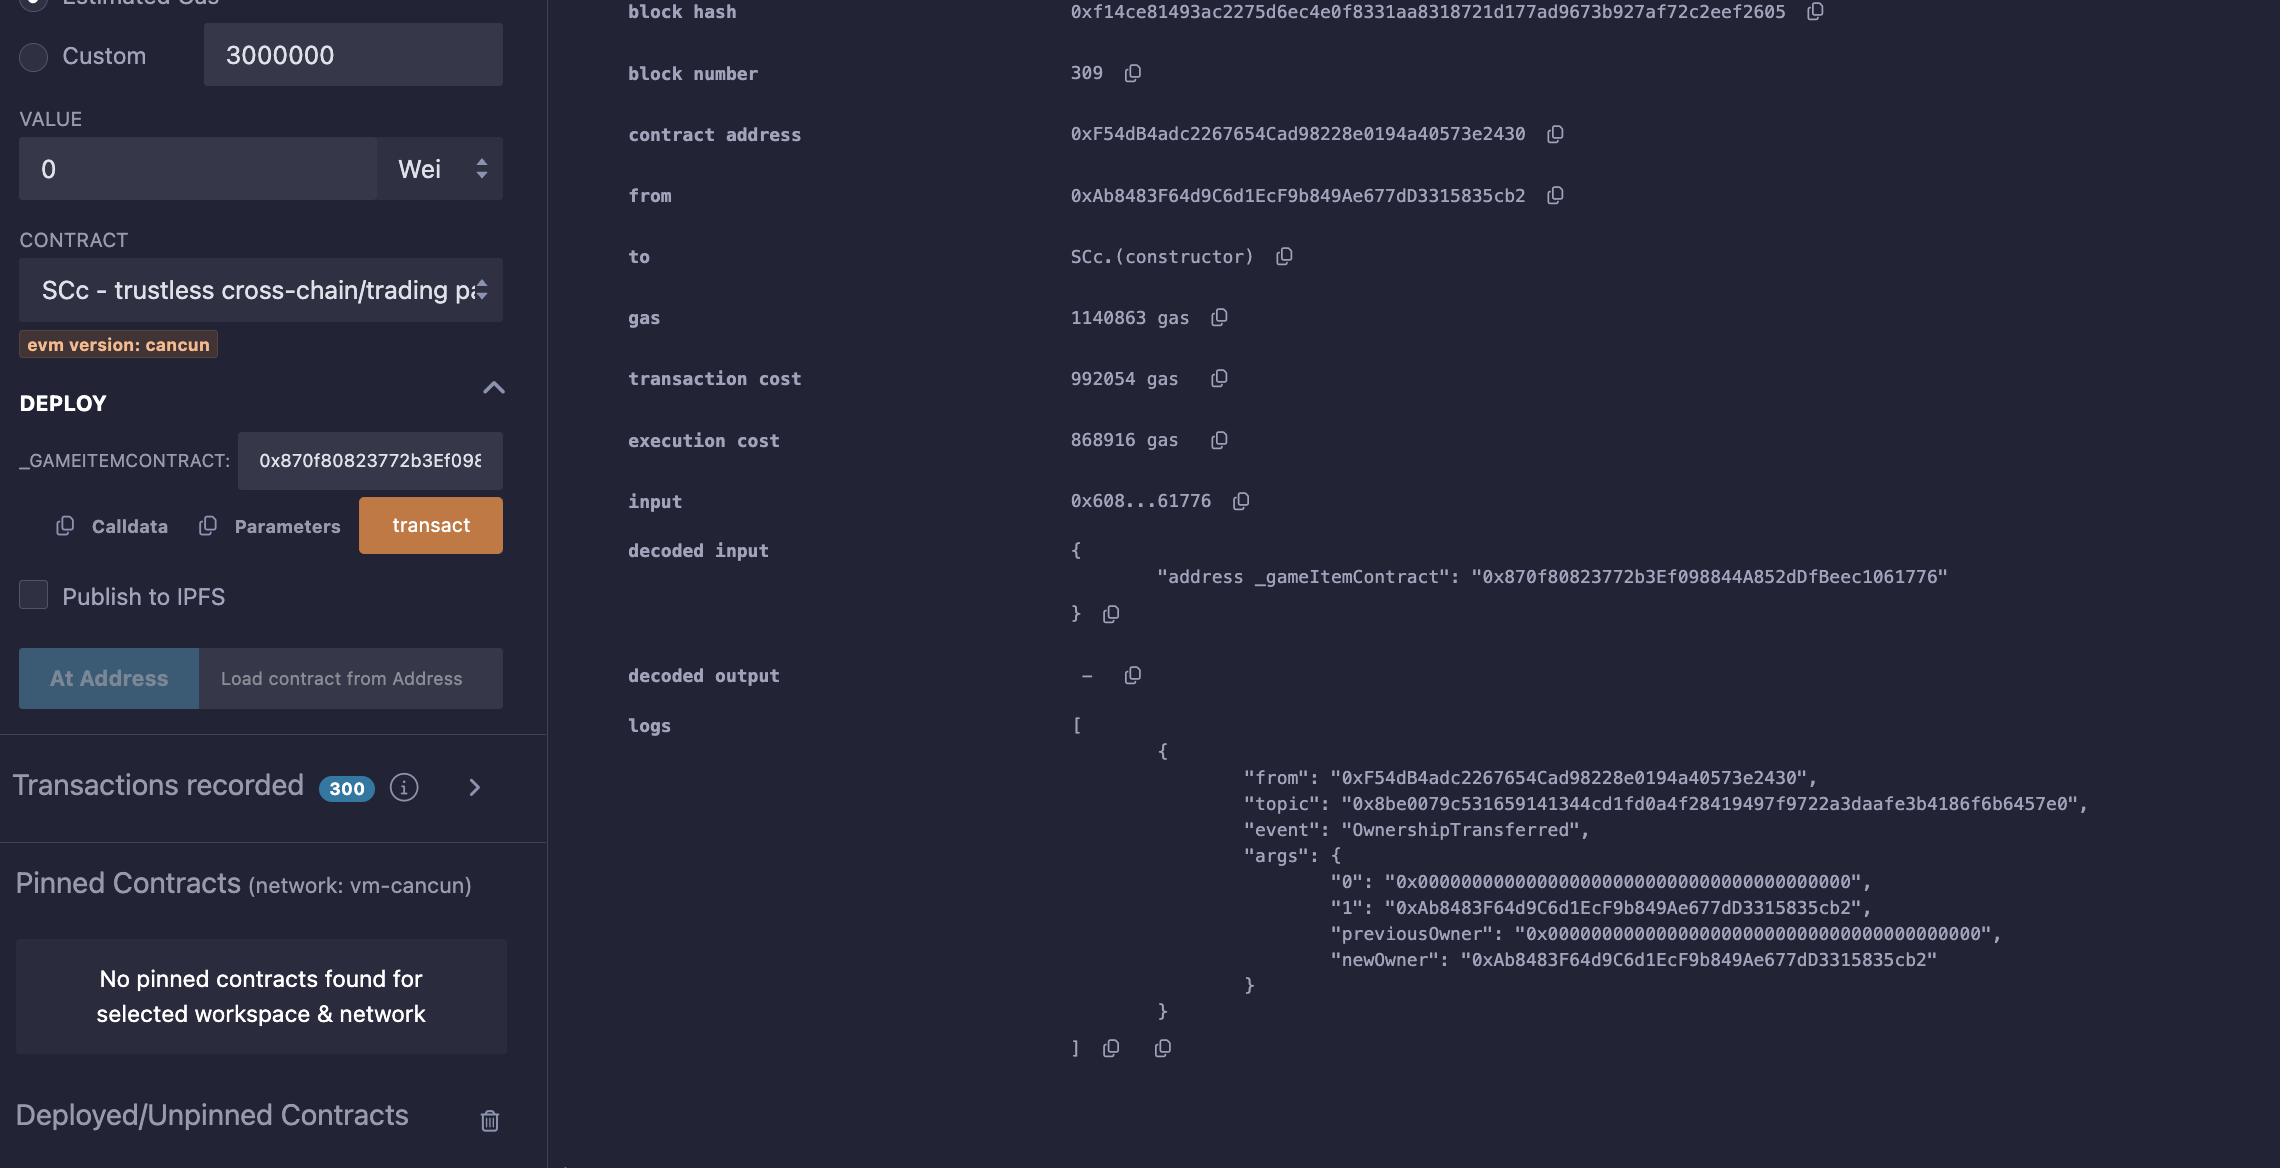 Estimated Gas
Custom
3000000
VALUE
0
Wei
CONTRACT
SCc - trustless cross-chain/trading pa
evm version: cancun
DEPLOY
_GAMEITEMCONTRACT:
0x870f80823772b3Ef098
Calldata
Parameters
transact
Publish to IPFS
At Address
Load contract from Address
Transactions recorded 300 i
Pinned Contracts (network: vm-cancun)
No pinned contracts found for
selected workspace & network
Deployed/Unpinned Contracts
block hash 0xf14ce81493ac2275d6ec4e0f8331aa8318721d177ad9673b927af72c2eef2605
block number 309
contract address 0xF54dB4adc2267654Cad98228e0194a40573e2430
from 0xAb8483F64d9C6d1EcF9b849Ae677dD3315835cb2
to SCc.(constructor)
gas 1140863 gas
transaction cost 992054 gas
execution cost 868916 gas
input 0x608...61776
decoded input {
"address _gameItemContract": "0x870f80823772b3Ef098844A852dDfBeec1061776"
}
decoded output -
logs [
{
"from": "0xF54dB4adc2267654Cad98228e0194a40573e2430",
"topic": "0x8be0079c531659141344cd1fd0a4f28419497f9722a3daafe3b4186f6b6457e0",
"event": "OwnershipTransferred",
"args": {
"0": "0x0000000000000000000000000000000000000000",
"1": "0xAb8483F64d9C6d1EcF9b849Ae677dD3315835cb2",
"previousOwner": "0x0000000000000000000000000000000000000000",
"newOwner": "0xAb8483F64d9C6d1EcF9b849Ae677dD3315835cb2"
}
}
]